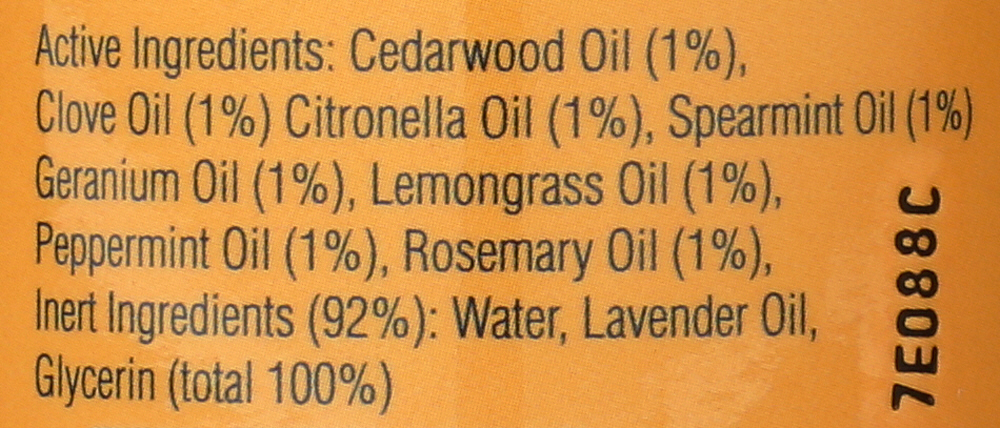 Active Ingredients: Cedarwood Oil (1%),
Clove Oil (1%) Citronella Oil (1%), Spearmint Oil (1%)
Geranium Oil (1%), Lemongrass Oil (1%),
Peppermint Oil (1%), Rosemary Oil (1%),
Inert Ingredients (92%): Water, Lavender Oil,
Glycerin (total 100%)
7E088C